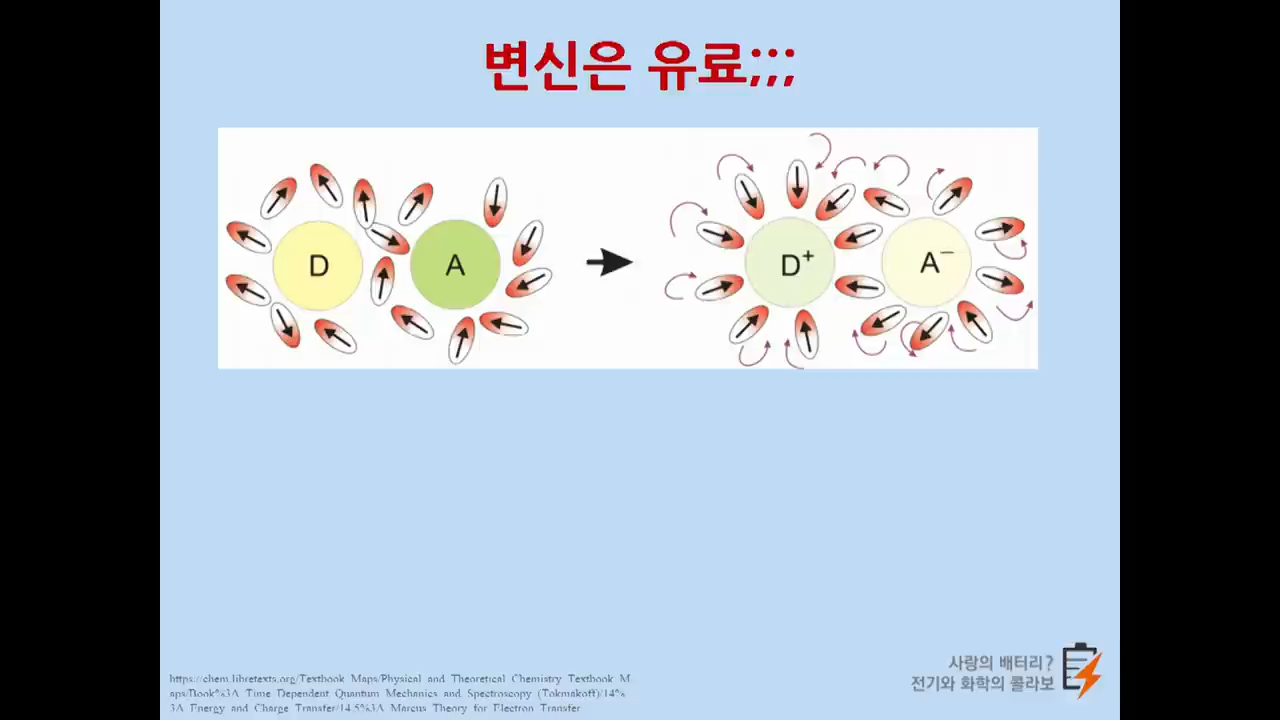 변신은 유료;;;
D A D⁺ A⁻
사랑의 배터리?
전기와 화학의 콜라보
https://chem.libretexts.org/Textbook_Maps/Physical_and_Theoretical_Chemistry_Textbook_M
aps/Book%3A_Time_Dependent_Quantum_Mechanics_and_Spectroscopy_(Tokmakoff)/14%
3A_Energy_and_Charge_Transfer/14.5%3A_Marcus_Theory_for_Electron_Transfer